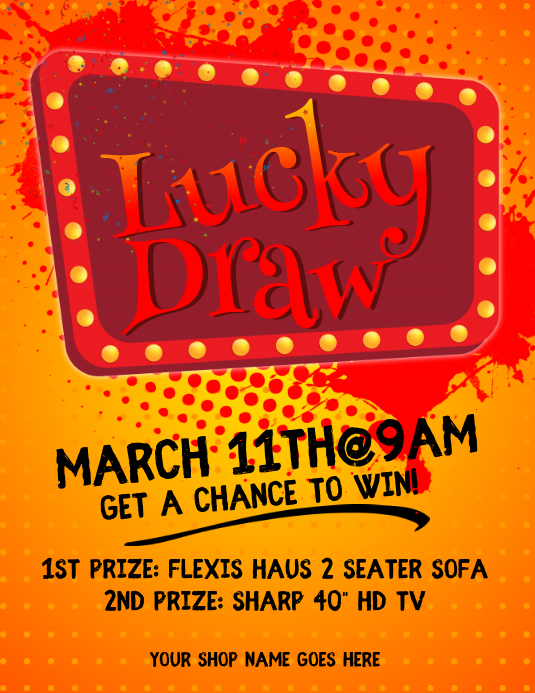 Lucky
Draw
MARCH 11TH@9AM
GET A CHANCE TO WIN!
1ST PRIZE: FLEXIS HAUS 2 SEATER SOFA
2ND PRIZE: SHARP 40" HD TV
YOUR SHOP NAME GOES HERE